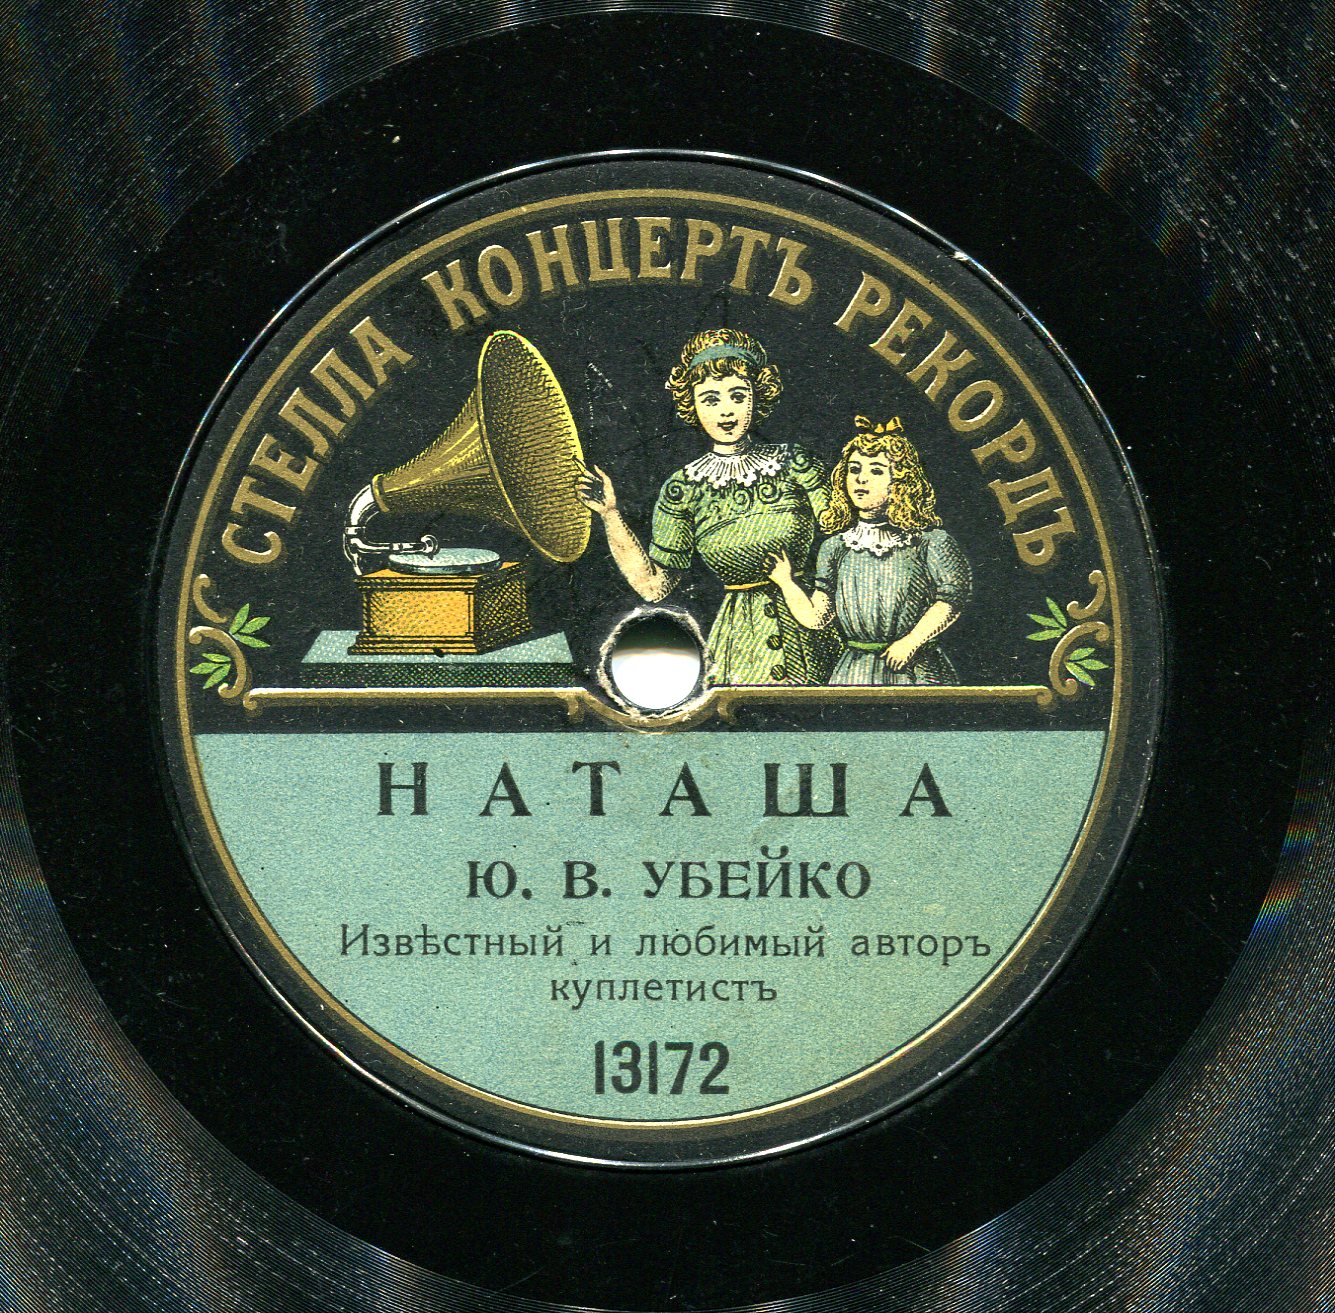 СТЕЛЛА КОНЦЕРТЪ РЕКОРДЪ
НАТАША
Ю. В. УБЕЙКО
Извѣстный и любимый авторъ
куплетистъ
13172